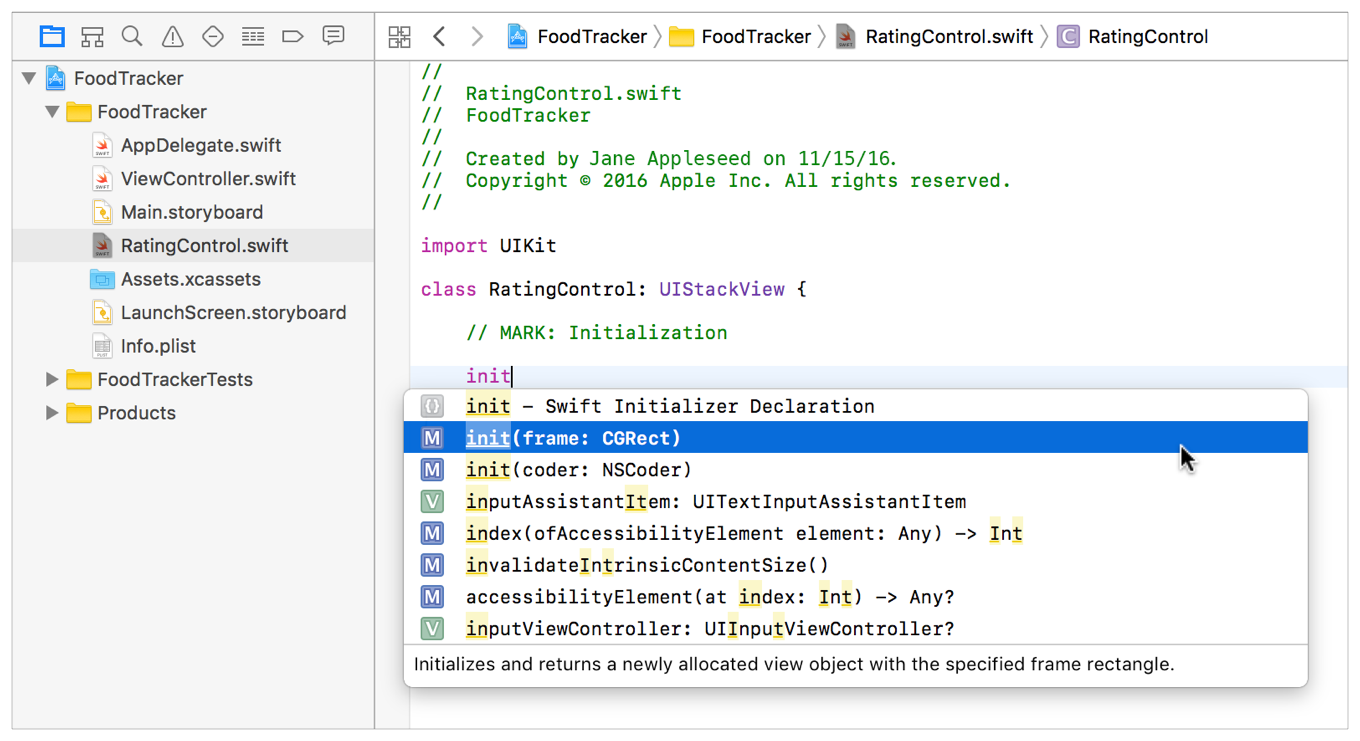 FoodTracker FoodTracker RatingControl.swift C RatingControl
FoodTracker
FoodTracker
AppDelegate.swift
ViewController.swift
Main.storyboard
RatingControl.swift
Assets.xcassets
LaunchScreen.storyboard
Info.plist
FoodTrackerTests
Products
//
// RatingControl.swift
// FoodTracker
//
// Created by Jane Appleseed on 11/15/16.
// Copyright © 2016 Apple Inc. All rights reserved.
//
import UIKit
class RatingControl: UIStackView {
// MARK: Initialization
init
{} init – Swift Initializer Declaration
M init(frame: CGRect)
M init(coder: NSCoder)
V inputAssistantItem: UITextInputAssistantItem
M index(ofAccessibilityElement element: Any) -> Int
M invalidateIntrinsicContentSize()
M accessibilityElement(at index: Int) -> Any?
V inputViewController: UIInputViewController?
Initializes and returns a newly allocated view object with the specified frame rectangle.